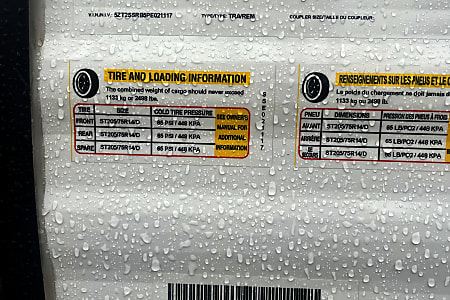 V.I.N./N.I.V.: 5ZT2SSRB5PE021117 TYPE/TYPE: TRA/REM COUPLER SIZE/TAILLE DU COUPLEUR:
TIRE AND LOADING INFORMATION
The combined weight of cargo should never exceed
1133 kg or 2498 lbs.
TIRE SIZE COLD TIRE PRESSURE SEE OWNER'S MANUAL FOR ADDITIONAL INFORMATION
FRONT ST205/75R14/D 65 PSI / 448 KPA
REAR ST205/75R14/D 65 PSI / 448 KPA
SPARE ST205/75R14/D 65 PSI / 448 KPA
RENSEIGNEMENTS SUR LES PNEUS ET LE C
Le poids du chargement ne doit jamais d
1133 kg ou 2498 lb.
PNEU DIMENSIONS PRESSION DES PNEUS À FROID
AVANT ST205/75R14/D 65 LB/PO2 / 448 KPA
ARRIÈRE ST205/75R14/D 65 LB/PO2 / 448 KPA
DE SECOURS ST205/75R14/D 65 LB/PO2 / 448 KPA